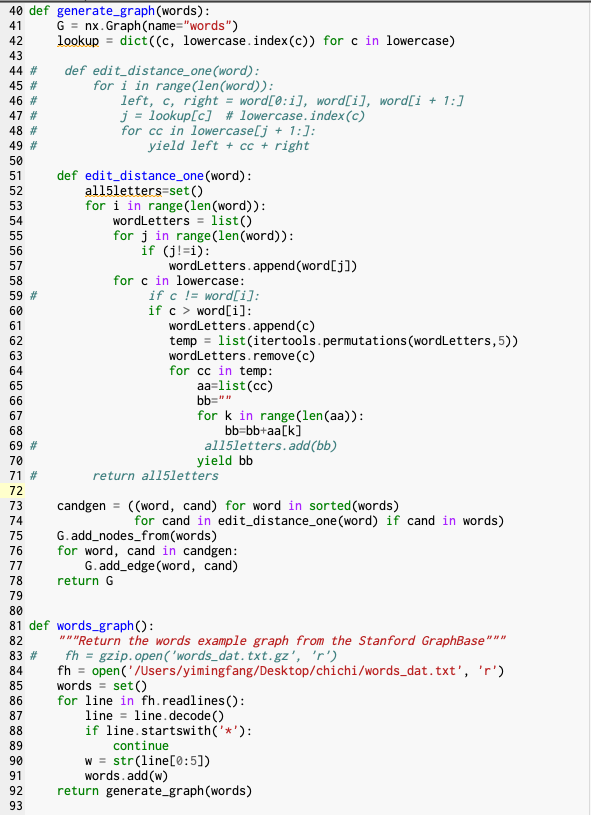 40 def generate_graph(words):
41     G = nx.Graph(name="words")
42     lookup = dict((c, lowercase.index(c)) for c in lowercase)
43
44 #    def edit_distance_one(word):
45 #        for i in range(len(word)):
46 #            left, c, right = word[0:i], word[i], word[i + 1:]
47 #            j = lookup[c]  # lowercase.index(c)
48 #            for cc in lowercase[j + 1:]:
49 #                yield left + cc + right
50
51     def edit_distance_one(word):
52         all5letters=set()
53         for i in range(len(word)):
54             wordLetters = list()
55             for j in range(len(word)):
56                 if (j!=i):
57                     wordLetters.append(word[j])
58             for c in lowercase:
59 #                if c != word[i]:
60                 if c > word[i]:
61                     wordLetters.append(c)
62                     temp = list(itertools.permutations(wordLetters,5))
63                     wordLetters.remove(c)
64                     for cc in temp:
65                         aa=list(cc)
66                         bb=""
67                         for k in range(len(aa)):
68                             bb=bb+aa[k]
69 #                        all5letters.add(bb)
70                         yield bb
71 #        return all5letters
72
73     candgen = ((word, cand) for word in sorted(words)
74                for cand in edit_distance_one(word) if cand in words)
75     G.add_nodes_from(words)
76     for word, cand in candgen:
77         G.add_edge(word, cand)
78     return G
79
80
81 def words_graph():
82     """Return the words example graph from the Stanford GraphBase"""
83 #    fh = gzip.open('words_dat.txt.gz', 'r')
84     fh = open('/Users/yimingfang/Desktop/chichi/words_dat.txt', 'r')
85     words = set()
86     for line in fh.readlines():
87         line = line.decode()
88         if line.startswith('*'):
89             continue
90         w = str(line[0:5])
91         words.add(w)
92     return generate_graph(words)
93